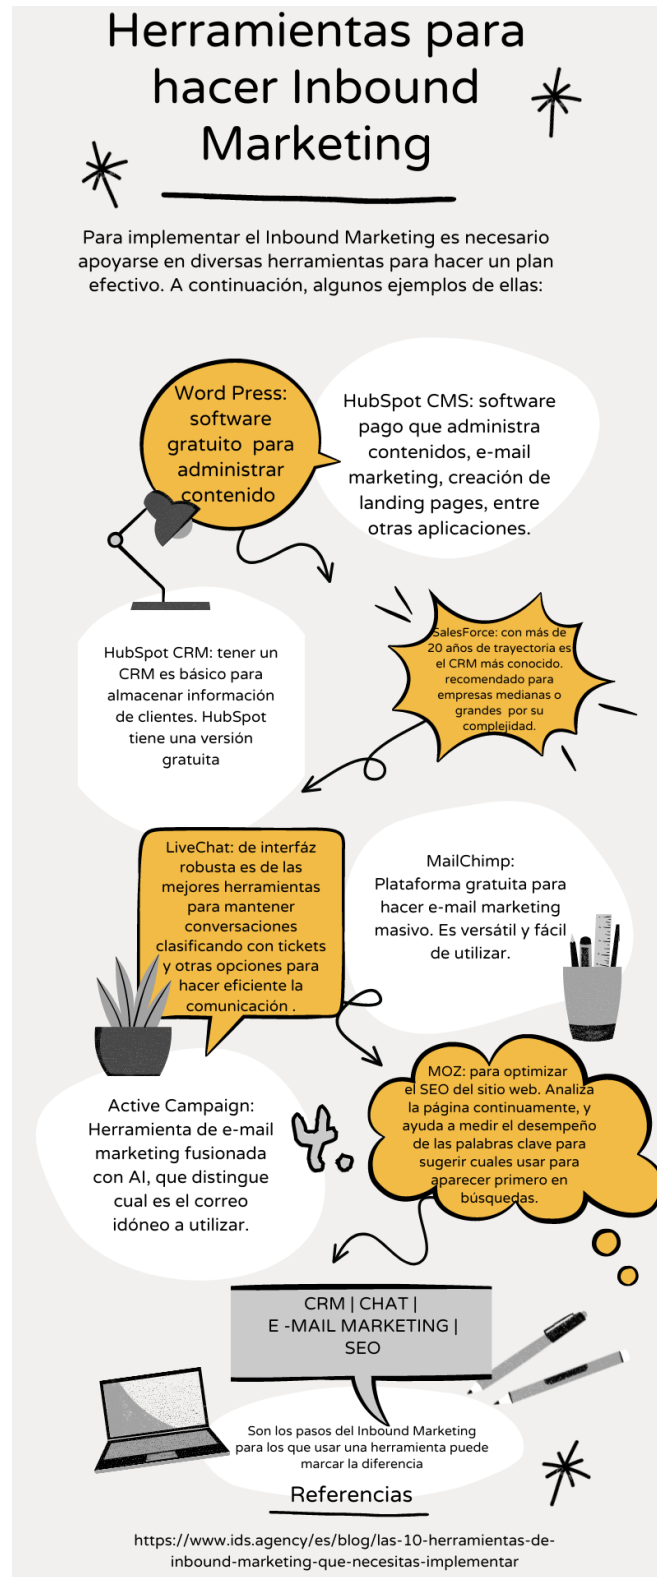 Herramientas para
hacer Inbound
Marketing
Para implementar el Inbound Marketing es necesario
apoyarse en diversas herramientas para hacer un plan
efectivo. A continuación, algunos ejemplos de ellas:
Word Press:
software
gratuito para
administrar
contenido
HubSpot CMS: software
pago que administra
contenidos, e-mail
marketing, creación de
landing pages, entre
otras aplicaciones.
HubSpot CRM: tener un
CRM es básico para
almacenar información
de clientes. HubSpot
tiene una versión
gratuita
SalesForce: con más de
20 años de trayectoria es
el CRM más conocido.
recomendado para
empresas medianas o
grandes por su
complejidad.
LiveChat: de interfáz
robusta es de las
mejores herramientas
para mantener
conversaciones
clasificando con tickets
y otras opciones para
hacer eficiente la
comunicación .
MailChimp:
Plataforma gratuita para
hacer e-mail marketing
masivo. Es versátil y fácil
de utilizar.
Active Campaign:
Herramienta de e-mail
marketing fusionada
con AI, que distingue
cual es el correo
idóneo a utilizar.
MOZ: para optimizar
el SEO del sitio web. Analiza
la página continuamente, y
ayuda a medir el desempeño
de las palabras clave para
sugerir cuales usar para
aparecer primero en
búsquedas.
CRM | CHAT |
E -MAIL MARKETING |
SEO
Son los pasos del Inbound Marketing
para los que usar una herramienta puede
marcar la diferencia
Referencias
https://www.ids.agency/es/blog/las-10-herramientas-de-
inbound-marketing-que-necesitas-implementar